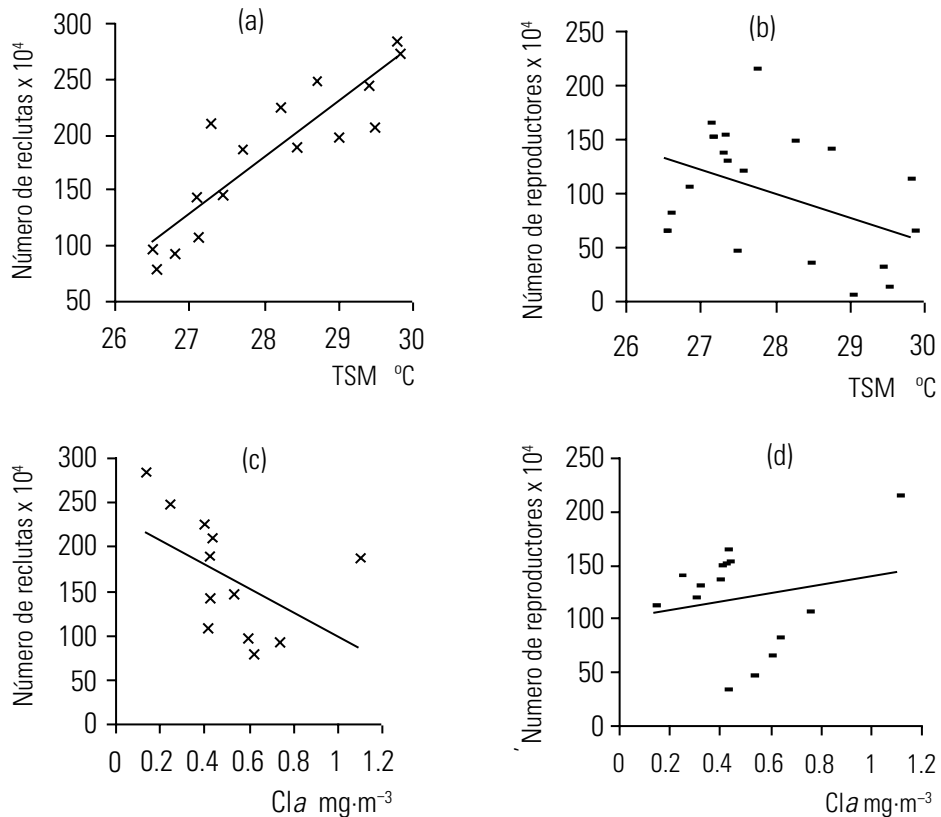 (a)
Número de reclutas x 10⁴
300
250
200
150
100
50
26 27 28 29 30
TSM ºC
(b)
Número de reproductores x 10⁴
250
200
150
100
50
0
26 27 28 29 30
TSM ºC
(c)
Número de reclutas x 10⁴
300
250
200
150
100
50
0
0 0.2 0.4 0.6 0.8 1 1.2
Cla mg·m⁻³
(d)
Numero de reproductores x 10⁴
250
200
150
100
50
0
0 0.2 0.4 0.6 0.8 1 1.2
Cla mg·m⁻³